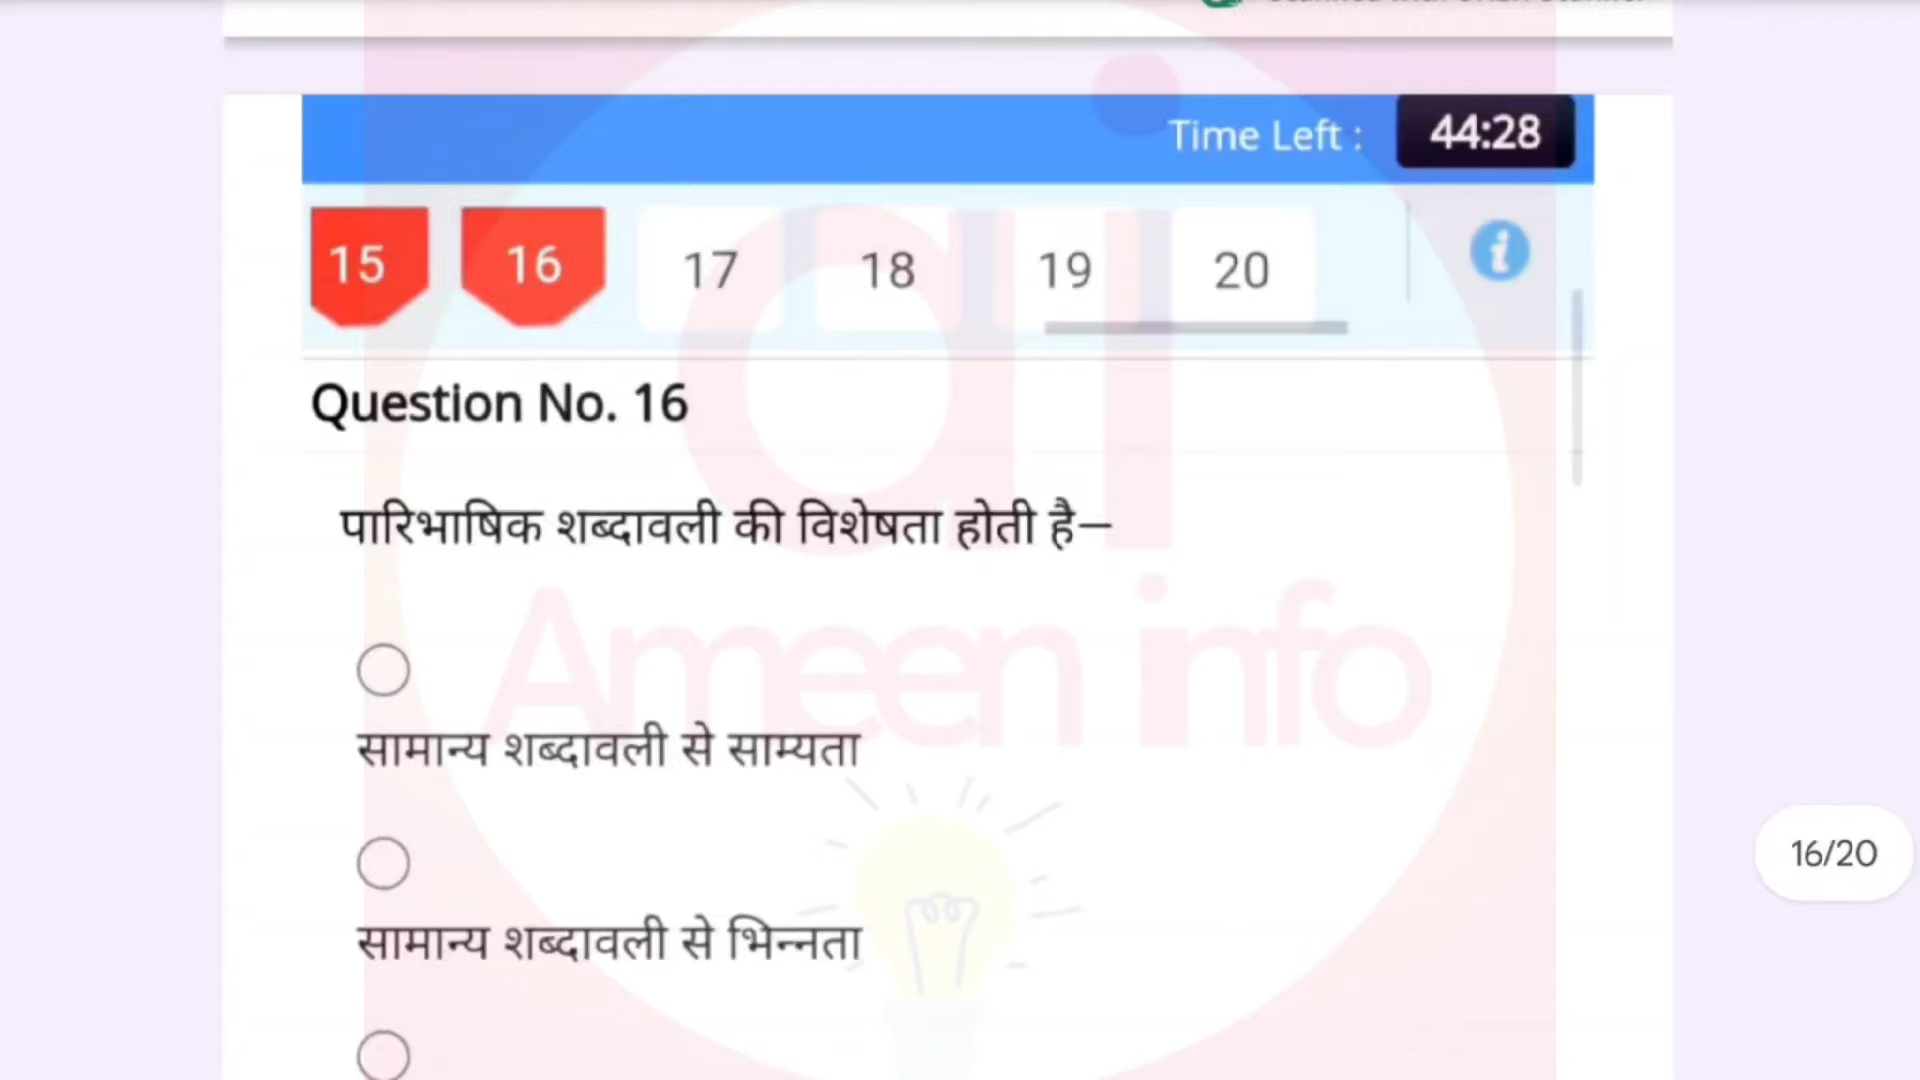 Time Left : 44:28
15 16 17 18 19 20 i
Question No. 16
पारिभाषिक शब्दावली की विशेषता होती है—
ai
Ameen info
सामान्य शब्दावली से साम्यता
सामान्य शब्दावली से भिन्नता
16/20